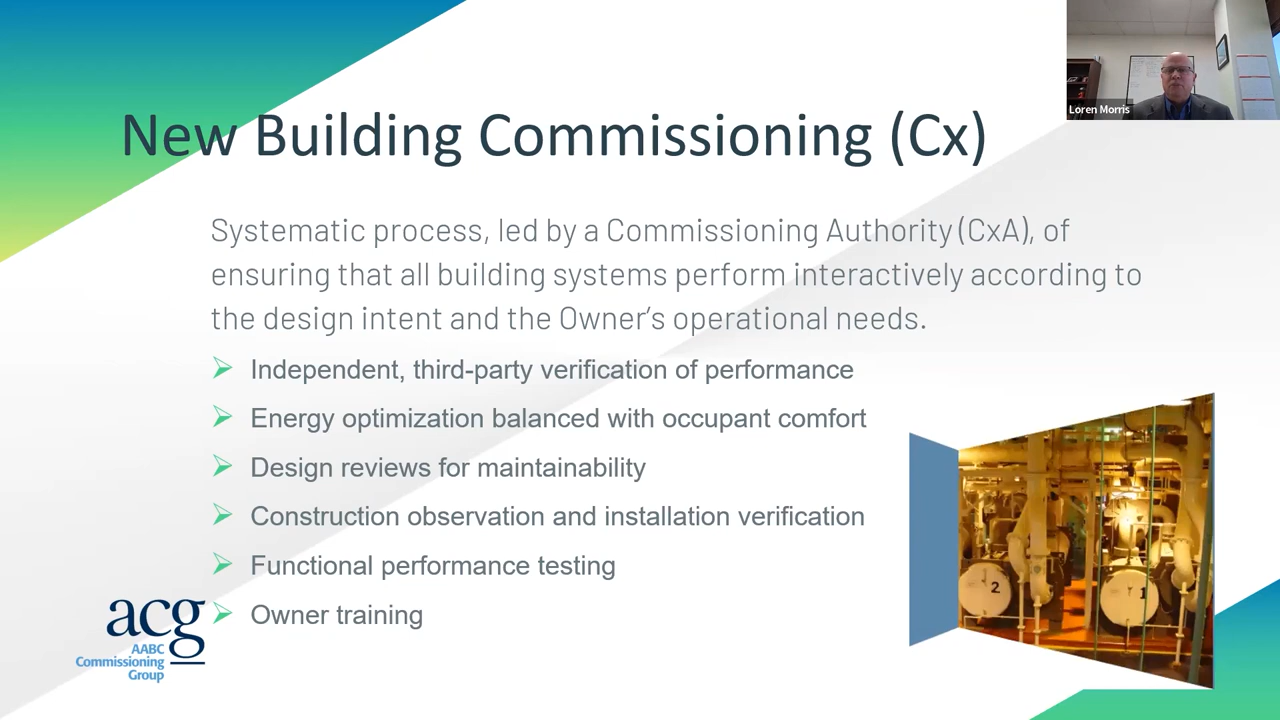 Loren Morris
New Building Commissioning (Cx)
Systematic process, led by a Commissioning Authority (CxA), of
ensuring that all building systems perform interactively according to
the design intent and the Owner's operational needs.
Independent, third-party verification of performance
Energy optimization balanced with occupant comfort
Design reviews for maintainability
Construction observation and installation verification
Functional performance testing
Owner training
acg
AABC
Commissioning
Group
2
1